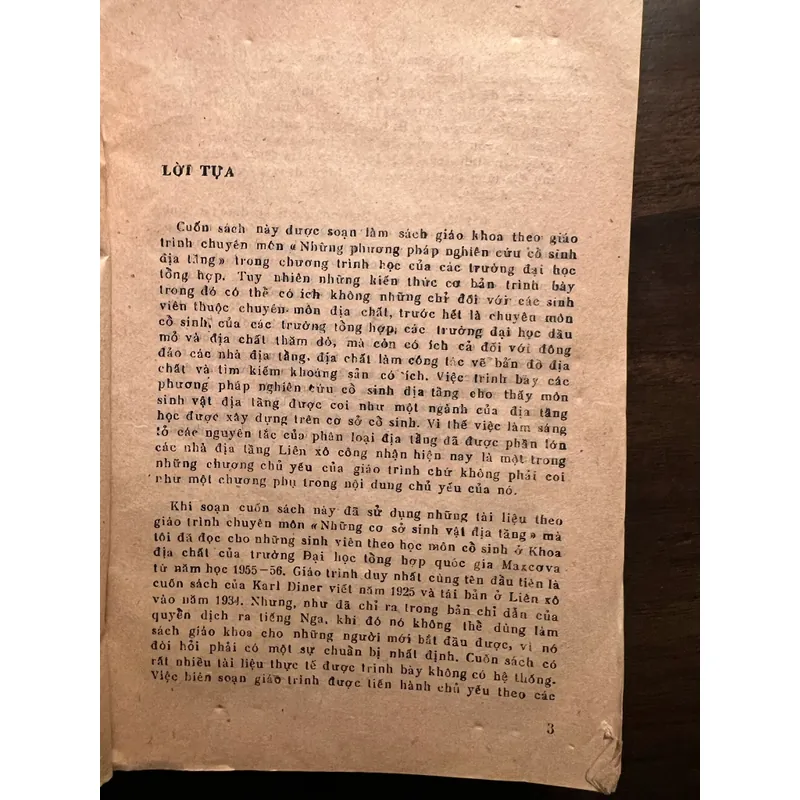 LỜI TỰA
Cuốn sách này được soạn làm sách giáo khoa theo giáo
trình chuyên môn «Những phương pháp nghiên cứu cổ sinh
địa tầng» trong chương trình học của các trường đại học
tổng hợp. Tuy nhiên những kiến thức cơ bản trình bày
trong đó có thể có ích không những chỉ đối với các sinh
viên thuộc chuyên môn địa chất, trước hết là chuyên môn
cổ sinh, của các trường tổng hợp, các trường đại học dầu
mỏ và địa chất thăm dò, mà còn có ích cả đối với đông
đảo các nhà địa tầng, địa chất làm công tác vẽ bản đồ địa
chất và tìm kiếm khoáng sản có ích. Việc trình bày các
phương pháp nghiên cứu cổ sinh địa tầng cho thấy môn
sinh vật địa tầng được coi như một ngành của địa tầng
học được xây dựng trên cơ sở cổ sinh. Vì thế việc làm sáng
tỏ các nguyên tắc của phân loại địa tầng đã được phần lớn
các nhà địa tầng Liên xô công nhận hiện nay là một trong
những chương chủ yếu của giáo trình chứ không phải coi
như một chương phụ trong nội dung chủ yếu của nó.
Khi soạn cuốn sách này đã sử dụng những tài liệu theo
giáo trình chuyên môn «Những cơ sở sinh vật địa tầng» mà
tôi đã đọc cho những sinh viên theo học môn cổ sinh ở Khoa
địa chất của trường Đại học tổng hợp quốc gia Maxcơva
từ năm học 1955-56. Giáo trình duy nhất cùng tên đầu tiên là
cuốn sách của Karl Diner viết năm 1925 và tái bản ở Liên xô
vào năm 1934. Nhưng, như đã chỉ ra trong bản chỉ dẫn của
quyển dịch ra tiếng Nga, khi đó nó không thể dùng làm
sách giáo khoa cho những người mới bắt đầu được, vì nó
đòi hỏi phải có một sự chuẩn bị nhất định. Cuốn sách có
rất nhiều tài liệu thực tế được trình bày không có hệ thống.
Việc biên soạn giáo trình được tiến hành chủ yếu theo các
3